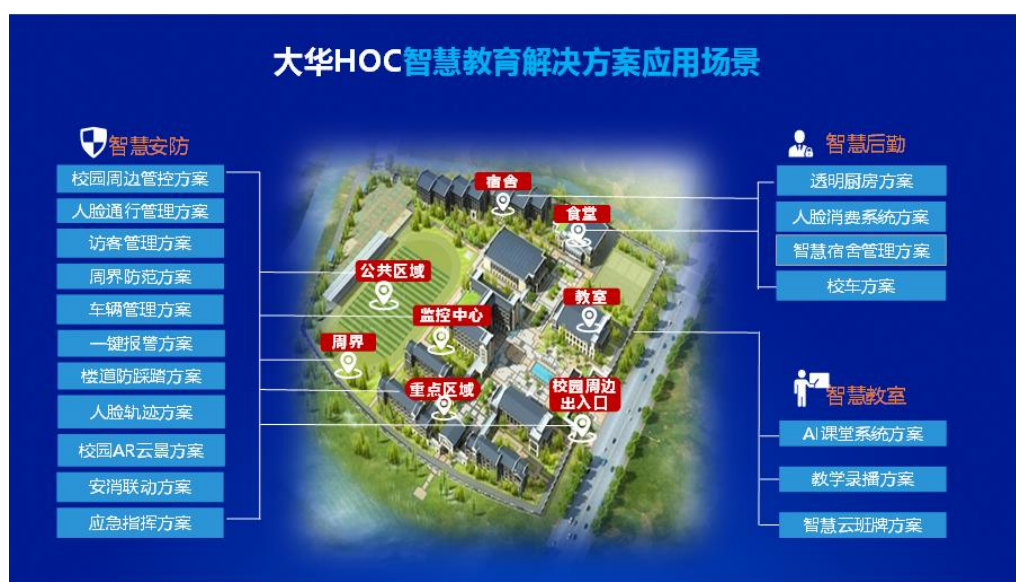 大华HOC智慧教育解决方案应用场景
智慧安防
校园周边管控方案
人脸通行管理方案
访客管理方案
周界防范方案
车辆管理方案
一键报警方案
楼道防踩踏方案
人脸轨迹方案
校园AR云景方案
安消联动方案
应急指挥方案
宿舍
食堂
公共区域
教室
监控中心
周界
重点区域
校园周边
出入口
智慧后勤
透明厨房方案
人脸消费系统方案
智慧宿舍管理方案
校车方案
智慧教室
AI课堂系统方案
教学录播方案
智慧云班牌方案